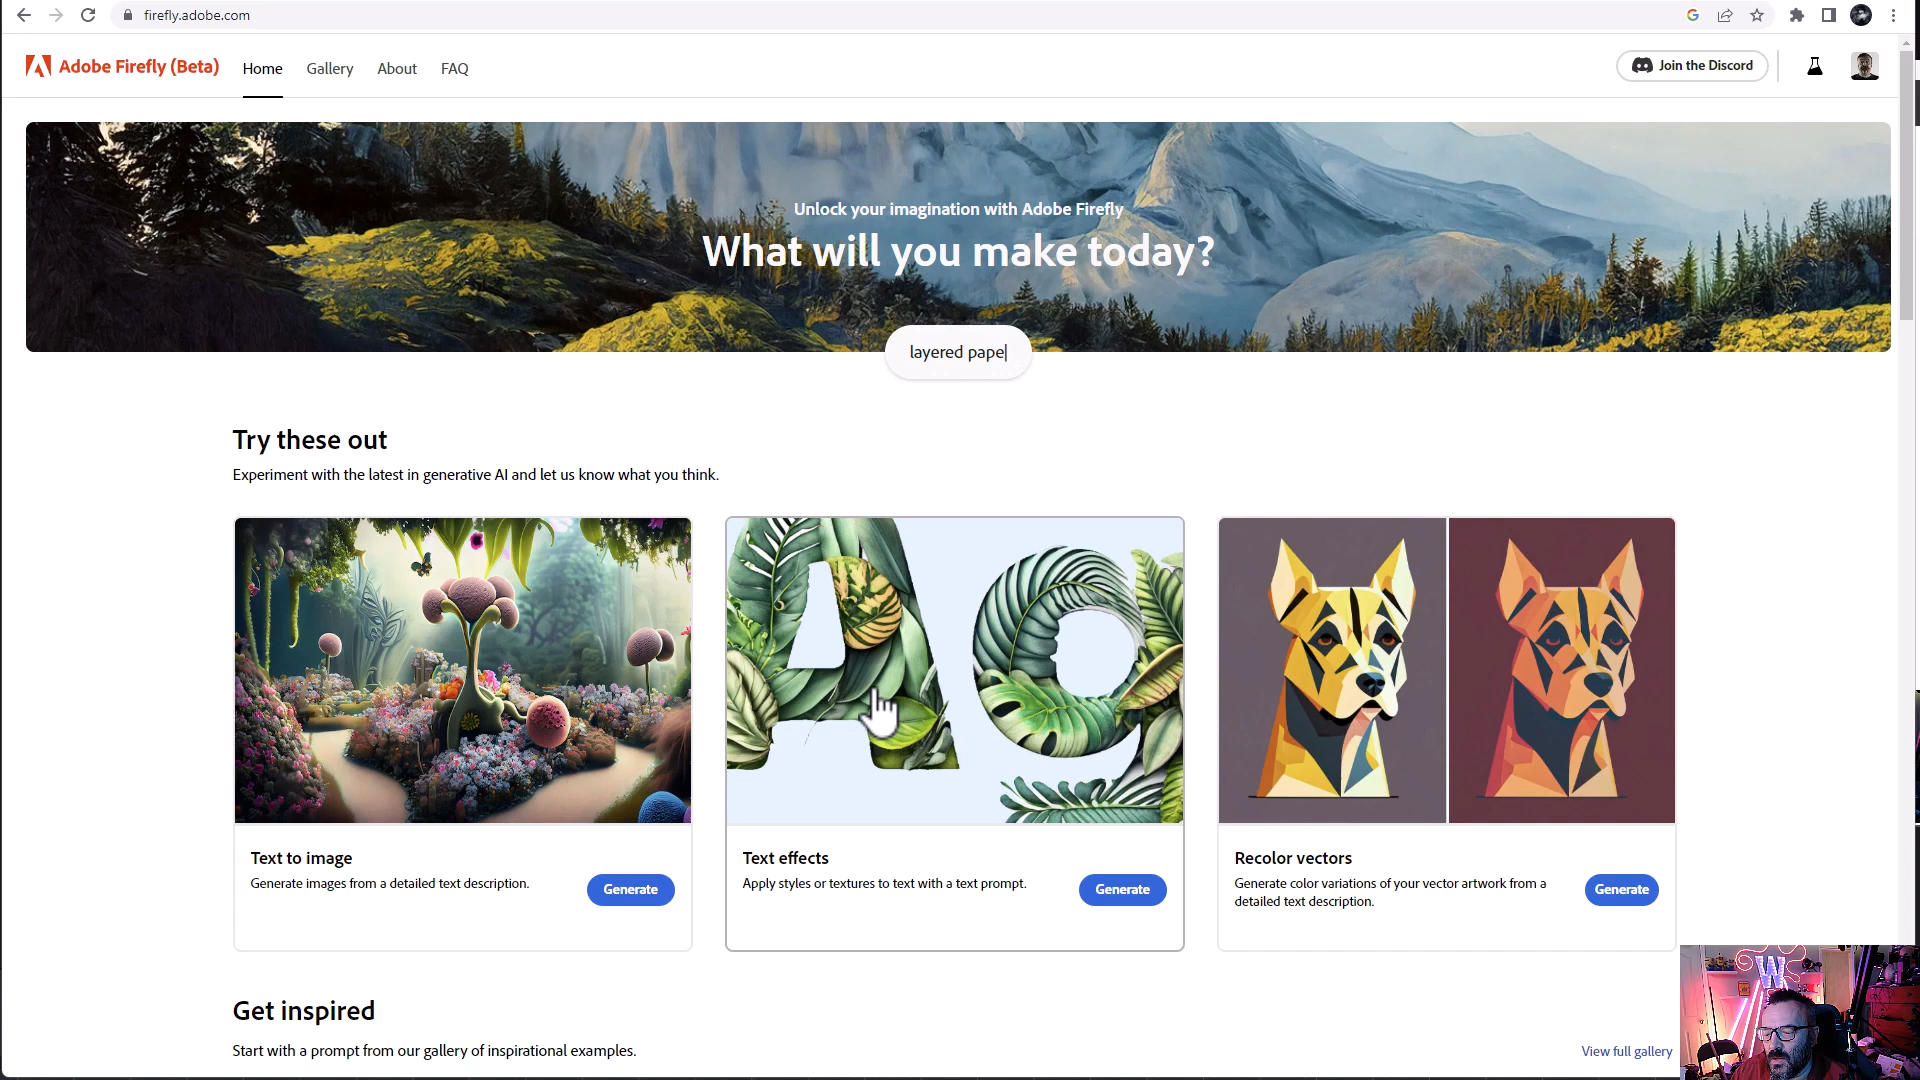 firefly.adobe.com
Adobe Firefly (Beta)
Home
Gallery
About
FAQ
Join the Discord
Unlock your imagination with Adobe Firefly
What will you make today?
layered pape
Try these out
Experiment with the latest in generative AI and let us know what you think.
Text to image
Generate images from a detailed text description.
Generate
Text effects
Apply styles or textures to text with a text prompt.
Generate
Recolor vectors
Generate color variations of your vector artwork from a
detailed text description.
Generate
Get inspired
Start with a prompt from our gallery of inspirational examples.
View full gallery
Ag
W